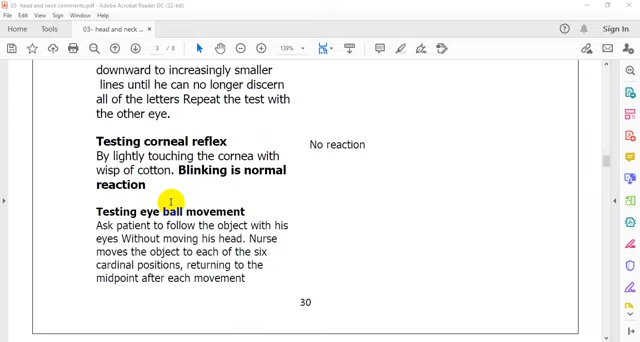 03- head and neck comments.pdf - Adobe Acrobat Reader DC (32-bit)
File Edit View Sign Window Help
Home Tools 03- head and neck ... × Sign In
3 / 8 139%
downward to increasingly smaller
lines until he can no longer discern
all of the letters Repeat the test with
the other eye.
Testing corneal reflex No reaction
By lightly touching the cornea with
wisp of cotton. Blinking is normal
reaction
Testing eye ball movement
Ask patient to follow the object with his
eyes Without moving his head. Nurse
moves the object to each of the six
cardinal positions, returning to the
midpoint after each movement
30